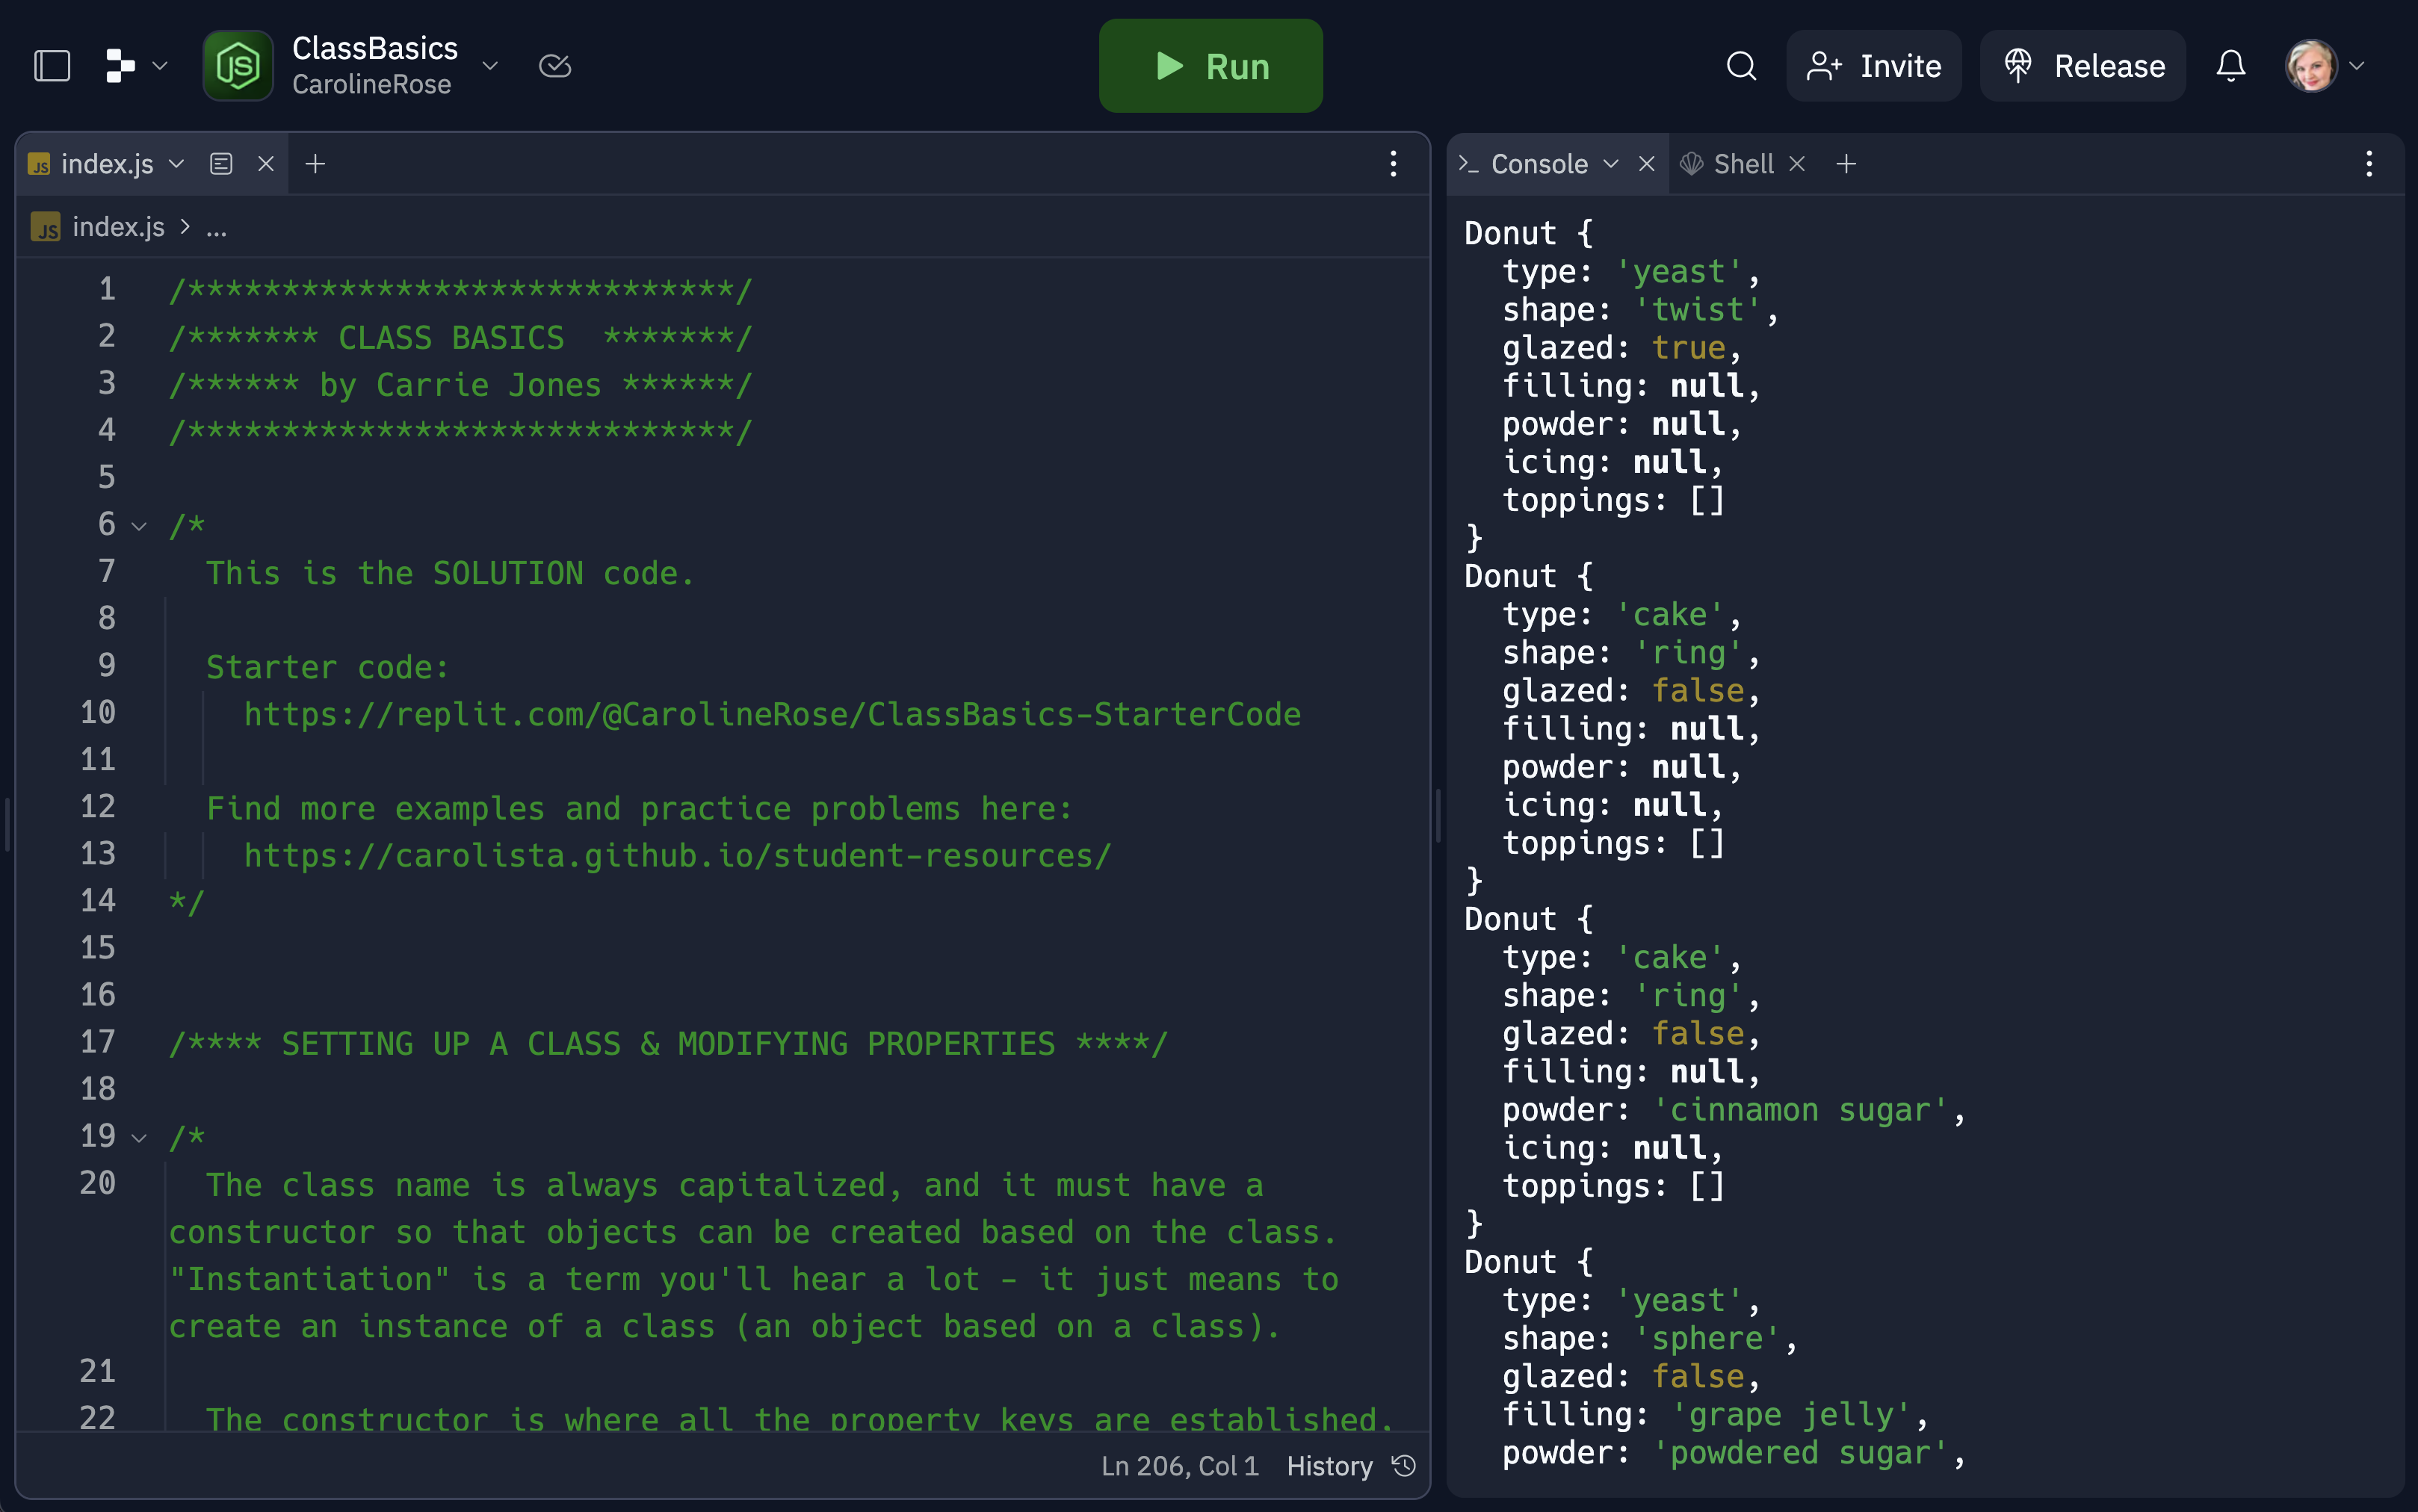 ClassBasics
CarolineRose
Run
Invite
Release
JS index.js
JS index.js > ...
1 /*****************************/
2 /******* CLASS BASICS  *******/
3 /****** by Carrie Jones ******/
4 /*****************************/
5
6 /*
7   This is the SOLUTION code.
8
9   Starter code:
10     https://replit.com/@CarolineRose/ClassBasics-StarterCode
11
12   Find more examples and practice problems here:
13     https://carolista.github.io/student-resources/
14 */
15
16
17 /**** SETTING UP A CLASS & MODIFYING PROPERTIES ****/
18
19 /*
20   The class name is always capitalized, and it must have a
constructor so that objects can be created based on the class.
"Instantiation" is a term you'll hear a lot - it just means to
create an instance of a class (an object based on a class).
21
22   The constructor is where all the property keys are established.
Ln 206, Col 1 History
>_ Console
Shell
Donut {
  type: 'yeast',
  shape: 'twist',
  glazed: true,
  filling: null,
  powder: null,
  icing: null,
  toppings: []
}
Donut {
  type: 'cake',
  shape: 'ring',
  glazed: false,
  filling: null,
  powder: null,
  icing: null,
  toppings: []
}
Donut {
  type: 'cake',
  shape: 'ring',
  glazed: false,
  filling: null,
  powder: 'cinnamon sugar',
  icing: null,
  toppings: []
}
Donut {
  type: 'yeast',
  shape: 'sphere',
  glazed: false,
  filling: 'grape jelly',
  powder: 'powdered sugar',